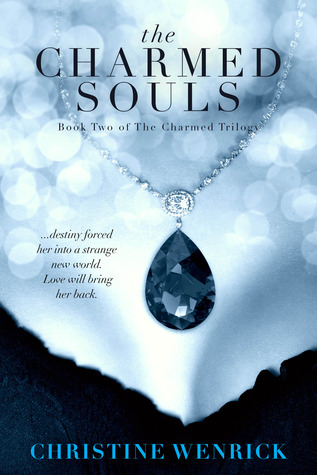 the
CHARMED
SOULS
Book Two of The Charmed Trilogy
...destiny forced
her into a strange
new world.
Love will bring
her back.
CHRISTINE WENRICK